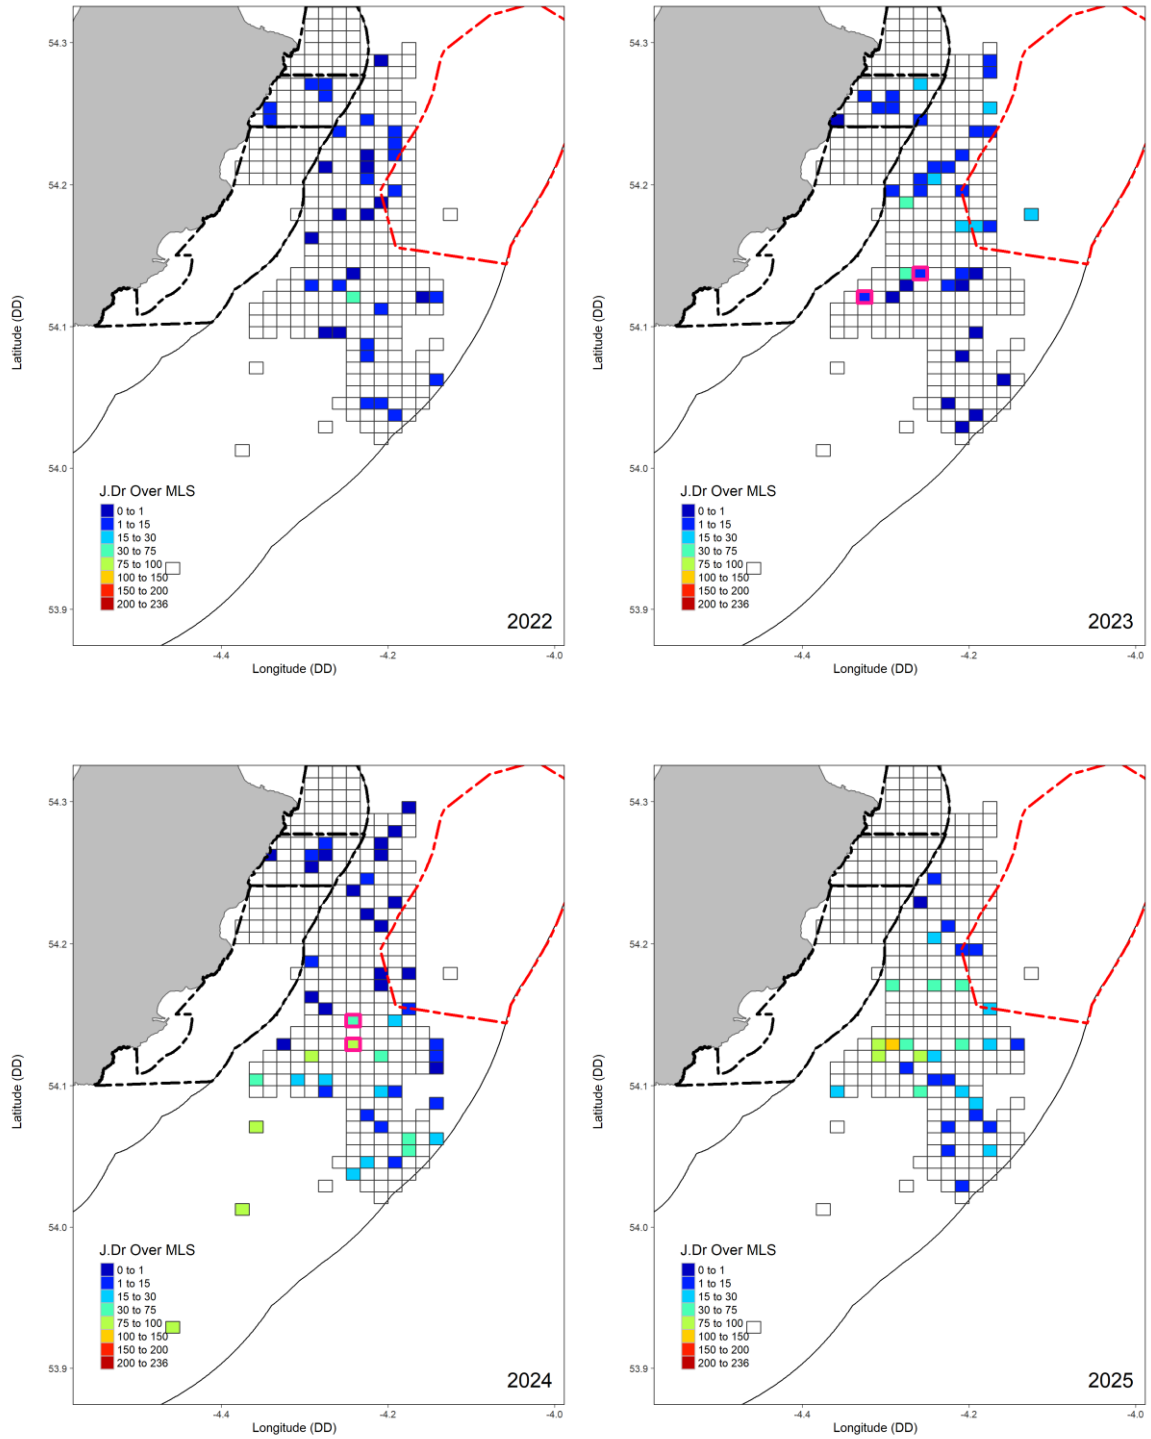 54.3
54.2
54.1
54.0
53.9
Latitude (DD)
J.Dr Over MLS
0 to 1
1 to 15
15 to 30
30 to 75
75 to 100
100 to 150
150 to 200
200 to 236
2022
-4.4
-4.2
-4.0
Longitude (DD)
54.3
54.2
54.1
54.0
53.9
Latitude (DD)
J.Dr Over MLS
0 to 1
1 to 15
15 to 30
30 to 75
75 to 100
100 to 150
150 to 200
200 to 236
2023
-4.4
-4.2
-4.0
Longitude (DD)
54.3
54.2
54.1
54.0
53.9
Latitude (DD)
J.Dr Over MLS
0 to 1
1 to 15
15 to 30
30 to 75
75 to 100
100 to 150
150 to 200
200 to 236
2024
-4.4
-4.2
-4.0
Longitude (DD)
54.3
54.2
54.1
54.0
53.9
Latitude (DD)
J.Dr Over MLS
0 to 1
1 to 15
15 to 30
30 to 75
75 to 100
100 to 150
150 to 200
200 to 236
2025
-4.4
-4.2
-4.0
Longitude (DD)